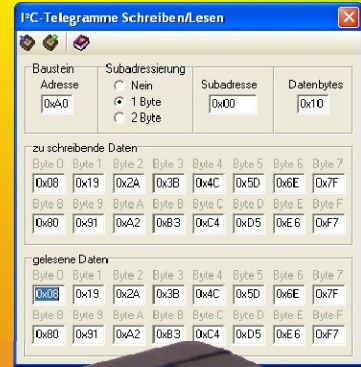 I²C-Telegramme Schreiben/Lesen
Baustein
Adresse
0xA0
Subadressierung
Nein
1 Byte
2 Byte
Subadresse
0x00
Datenbytes
0x10
zu schreibende Daten
Byte 0 Byte 1 Byte 2 Byte 3 Byte 4 Byte 5 Byte 6 Byte 7
0x08 0x19 0x2A 0x3B 0x4C 0x5D 0x6E 0x7F
Byte 8 Byte 9 Byte A Byte B Byte C Byte D Byte E Byte F
0x80 0x91 0xA2 0xB3 0xC4 0xD5 0xE6 0xF7
gelesene Daten
Byte 0 Byte 1 Byte 2 Byte 3 Byte 4 Byte 5 Byte 6 Byte 7
0x08 0x19 0x2A 0x3B 0x4C 0x5D 0x6E 0x7F
Byte 8 Byte 9 Byte A Byte B Byte C Byte D Byte E Byte F
0x80 0x91 0xA2 0xB3 0xC4 0xD5 0xE6 0xF7